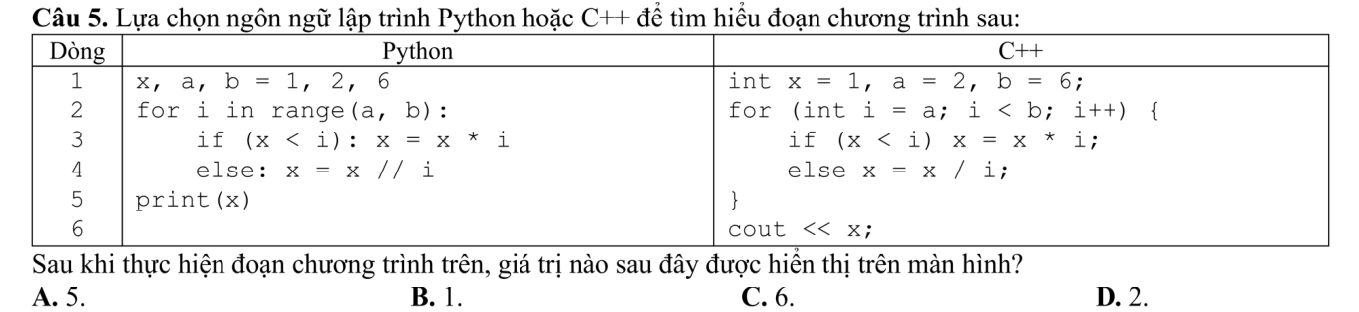 Câu 5. Lựa chọn ngôn ngữ lập trình Python hoặc C++ để tìm hiểu đoạn chương trình sau:
Dòng Python C++
1 x, a, b = 1, 2, 6 int x = 1, a = 2, b = 6;
2 for i in range(a, b): for (int i = a; i < b; i++) {
3 if (x < i): x = x * i if (x < i) x = x * i;
4 else: x = x // i else x = x / i;
5 print(x) }
6 cout << x;
Sau khi thực hiện đoạn chương trình trên, giá trị nào sau đây được hiển thị trên màn hình?
A. 5. B. 1. C. 6. D. 2.